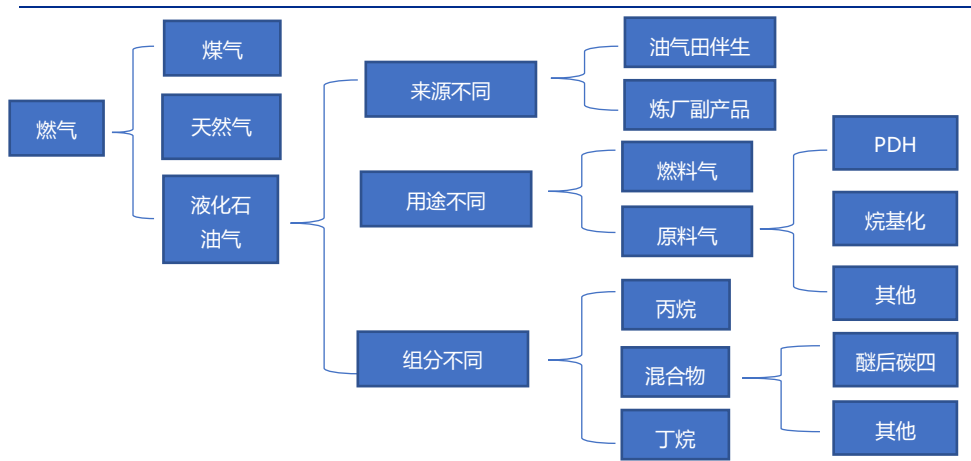 燃气
煤气
天然气
液化石
油气
来源不同
用途不同
组分不同
油气田伴生
炼厂副产品
燃料气
原料气
丙烷
混合物
丁烷
PDH
烷基化
其他
醚后碳四
其他